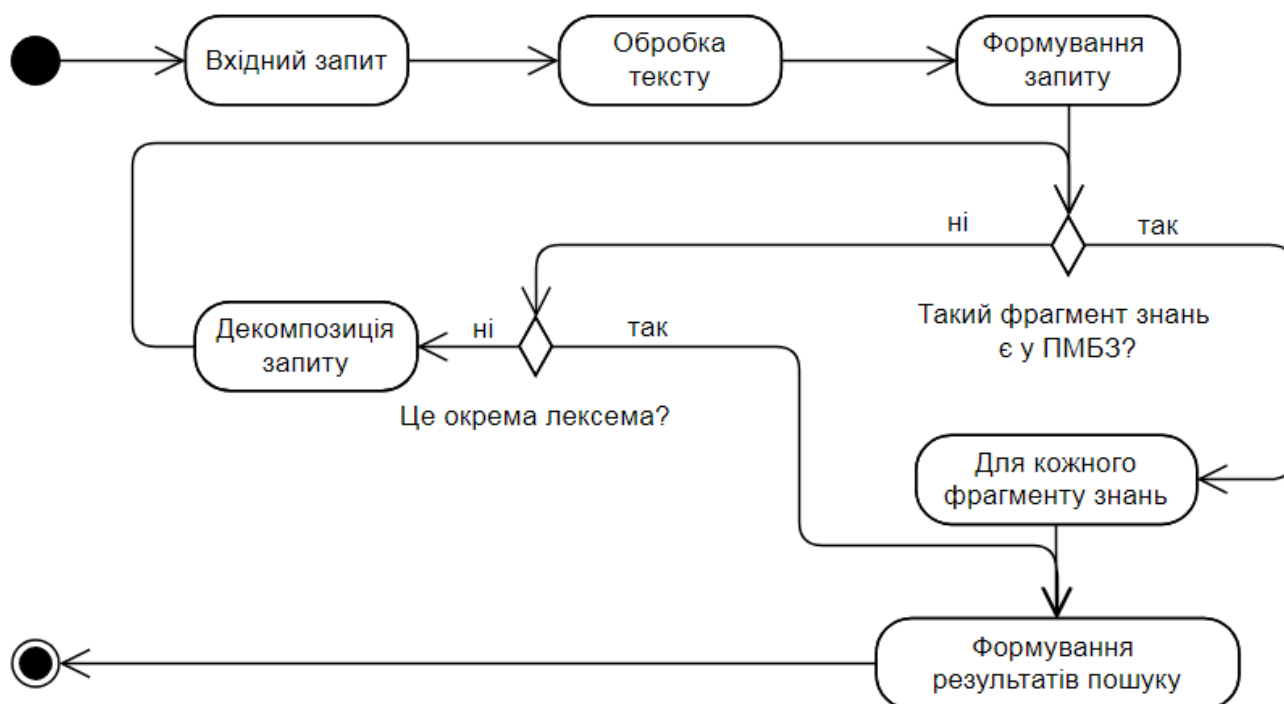 Вхідний запит
Обробка
тексту
Формування
запиту
ні
так
Такий фрагмент знань
є у ПМБЗ?
Декомпозиція
запиту
ні
так
Це окрема лексема?
Для кожного
фрагменту знань
Формування
результатів пошуку